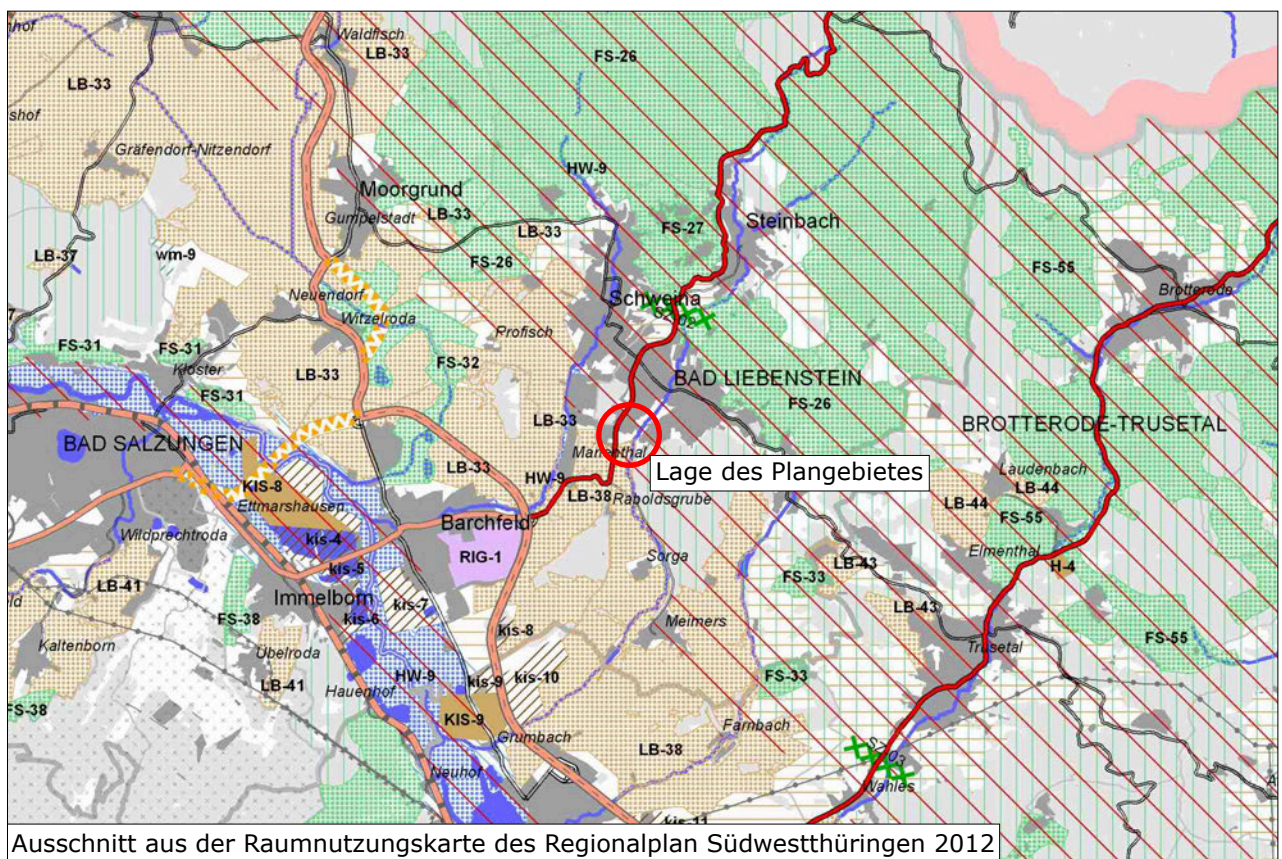 Waldfisch
LB-33
FS-26
LB-33
Gräfendorf-Nitzendorf
HW-9
Moorgrund
Gumpelstadt
LB-33
LB-33
FS-27
Steinbach
LB-37
wm-9
FS-26
FS-55
Brotterode
Neuendorf
Schweina
Witzelroda
Profisch
FS-31
FS-31
Kloster
FS-32
LB-33
FS-31
BAD LIEBENSTEIN
FS-26
LB-33
BROTTERODE-TRUSETAL
BAD SALZUNGEN
Marienthal
LB-33
Lage des Plangebietes
Laudenbach
LB-44
LB-44
KIS-8
HW-9
LB-38
Raboldsgrube
FS-55
Ettmarshausen
Barchfeld
Wildprechtroda
kis-4
RIG-1
Sorga
Elmenthal
H-4
kis-5
FS-33
LB-43
LB-41
Immelborn
kis-7
LB-43
FS-38
kis-6
kis-8
Meimers
FS-55
Kaltenborn
Übelroda
Trusetal
LB-41
HW-9
kis-9
kis-10
FS-33
Hauenhof
FS-38
KIS-9
Farnbach
Grumbach
LB-38
Neuhof
Wahles
kis-11
Ausschnitt aus der Raumnutzungskarte des Regionalplan Südwestthüringen 2012